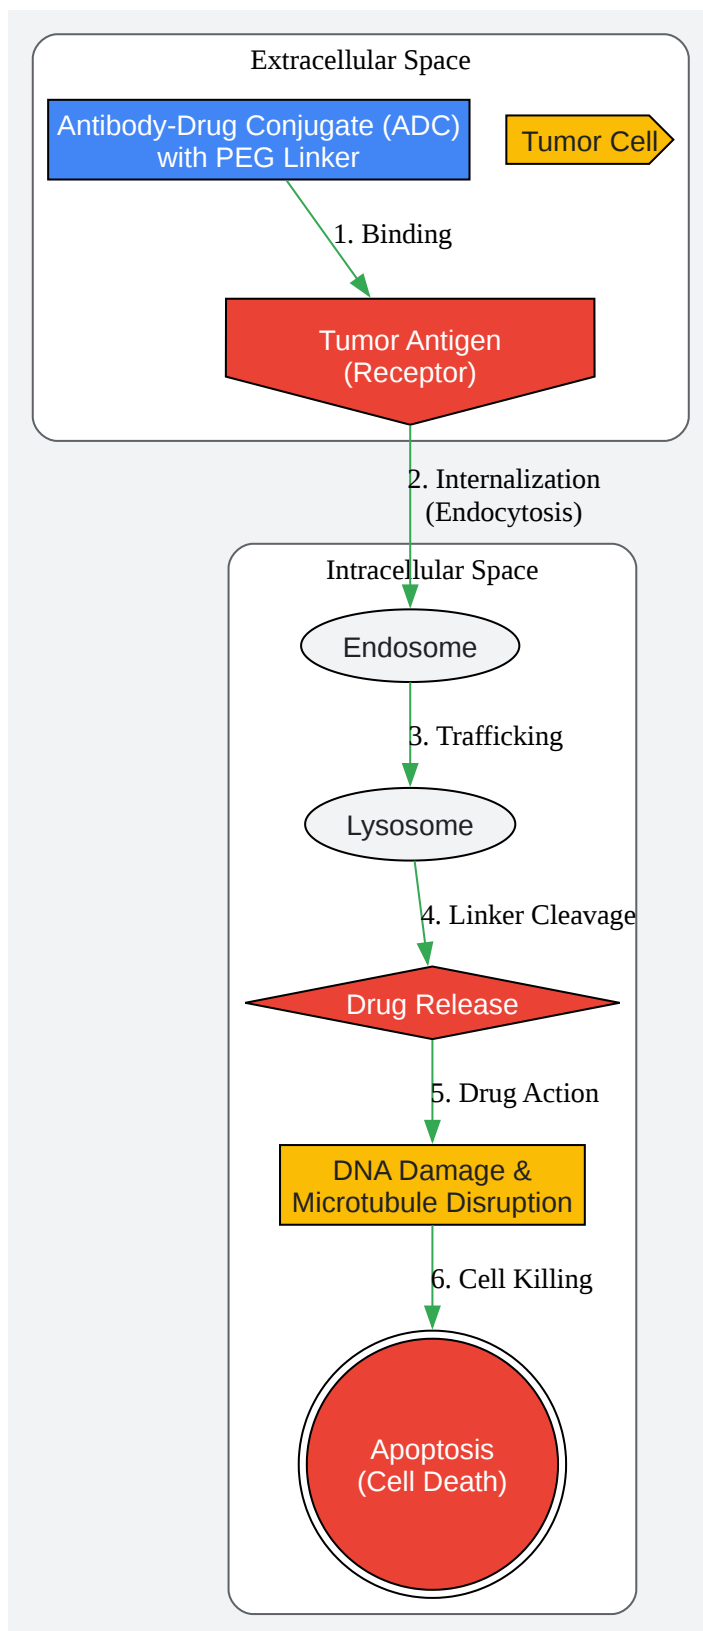 Extracellular Space
Antibody-Drug Conjugate (ADC)
with PEG Linker
Tumor Cell
1. Binding
Tumor Antigen
(Receptor)
2. Internalization
(Endocytosis)
Intracellular Space
Endosome
3. Trafficking
Lysosome
4. Linker Cleavage
Drug Release
5. Drug Action
DNA Damage &
Microtubule Disruption
6. Cell Killing
Apoptosis
(Cell Death)